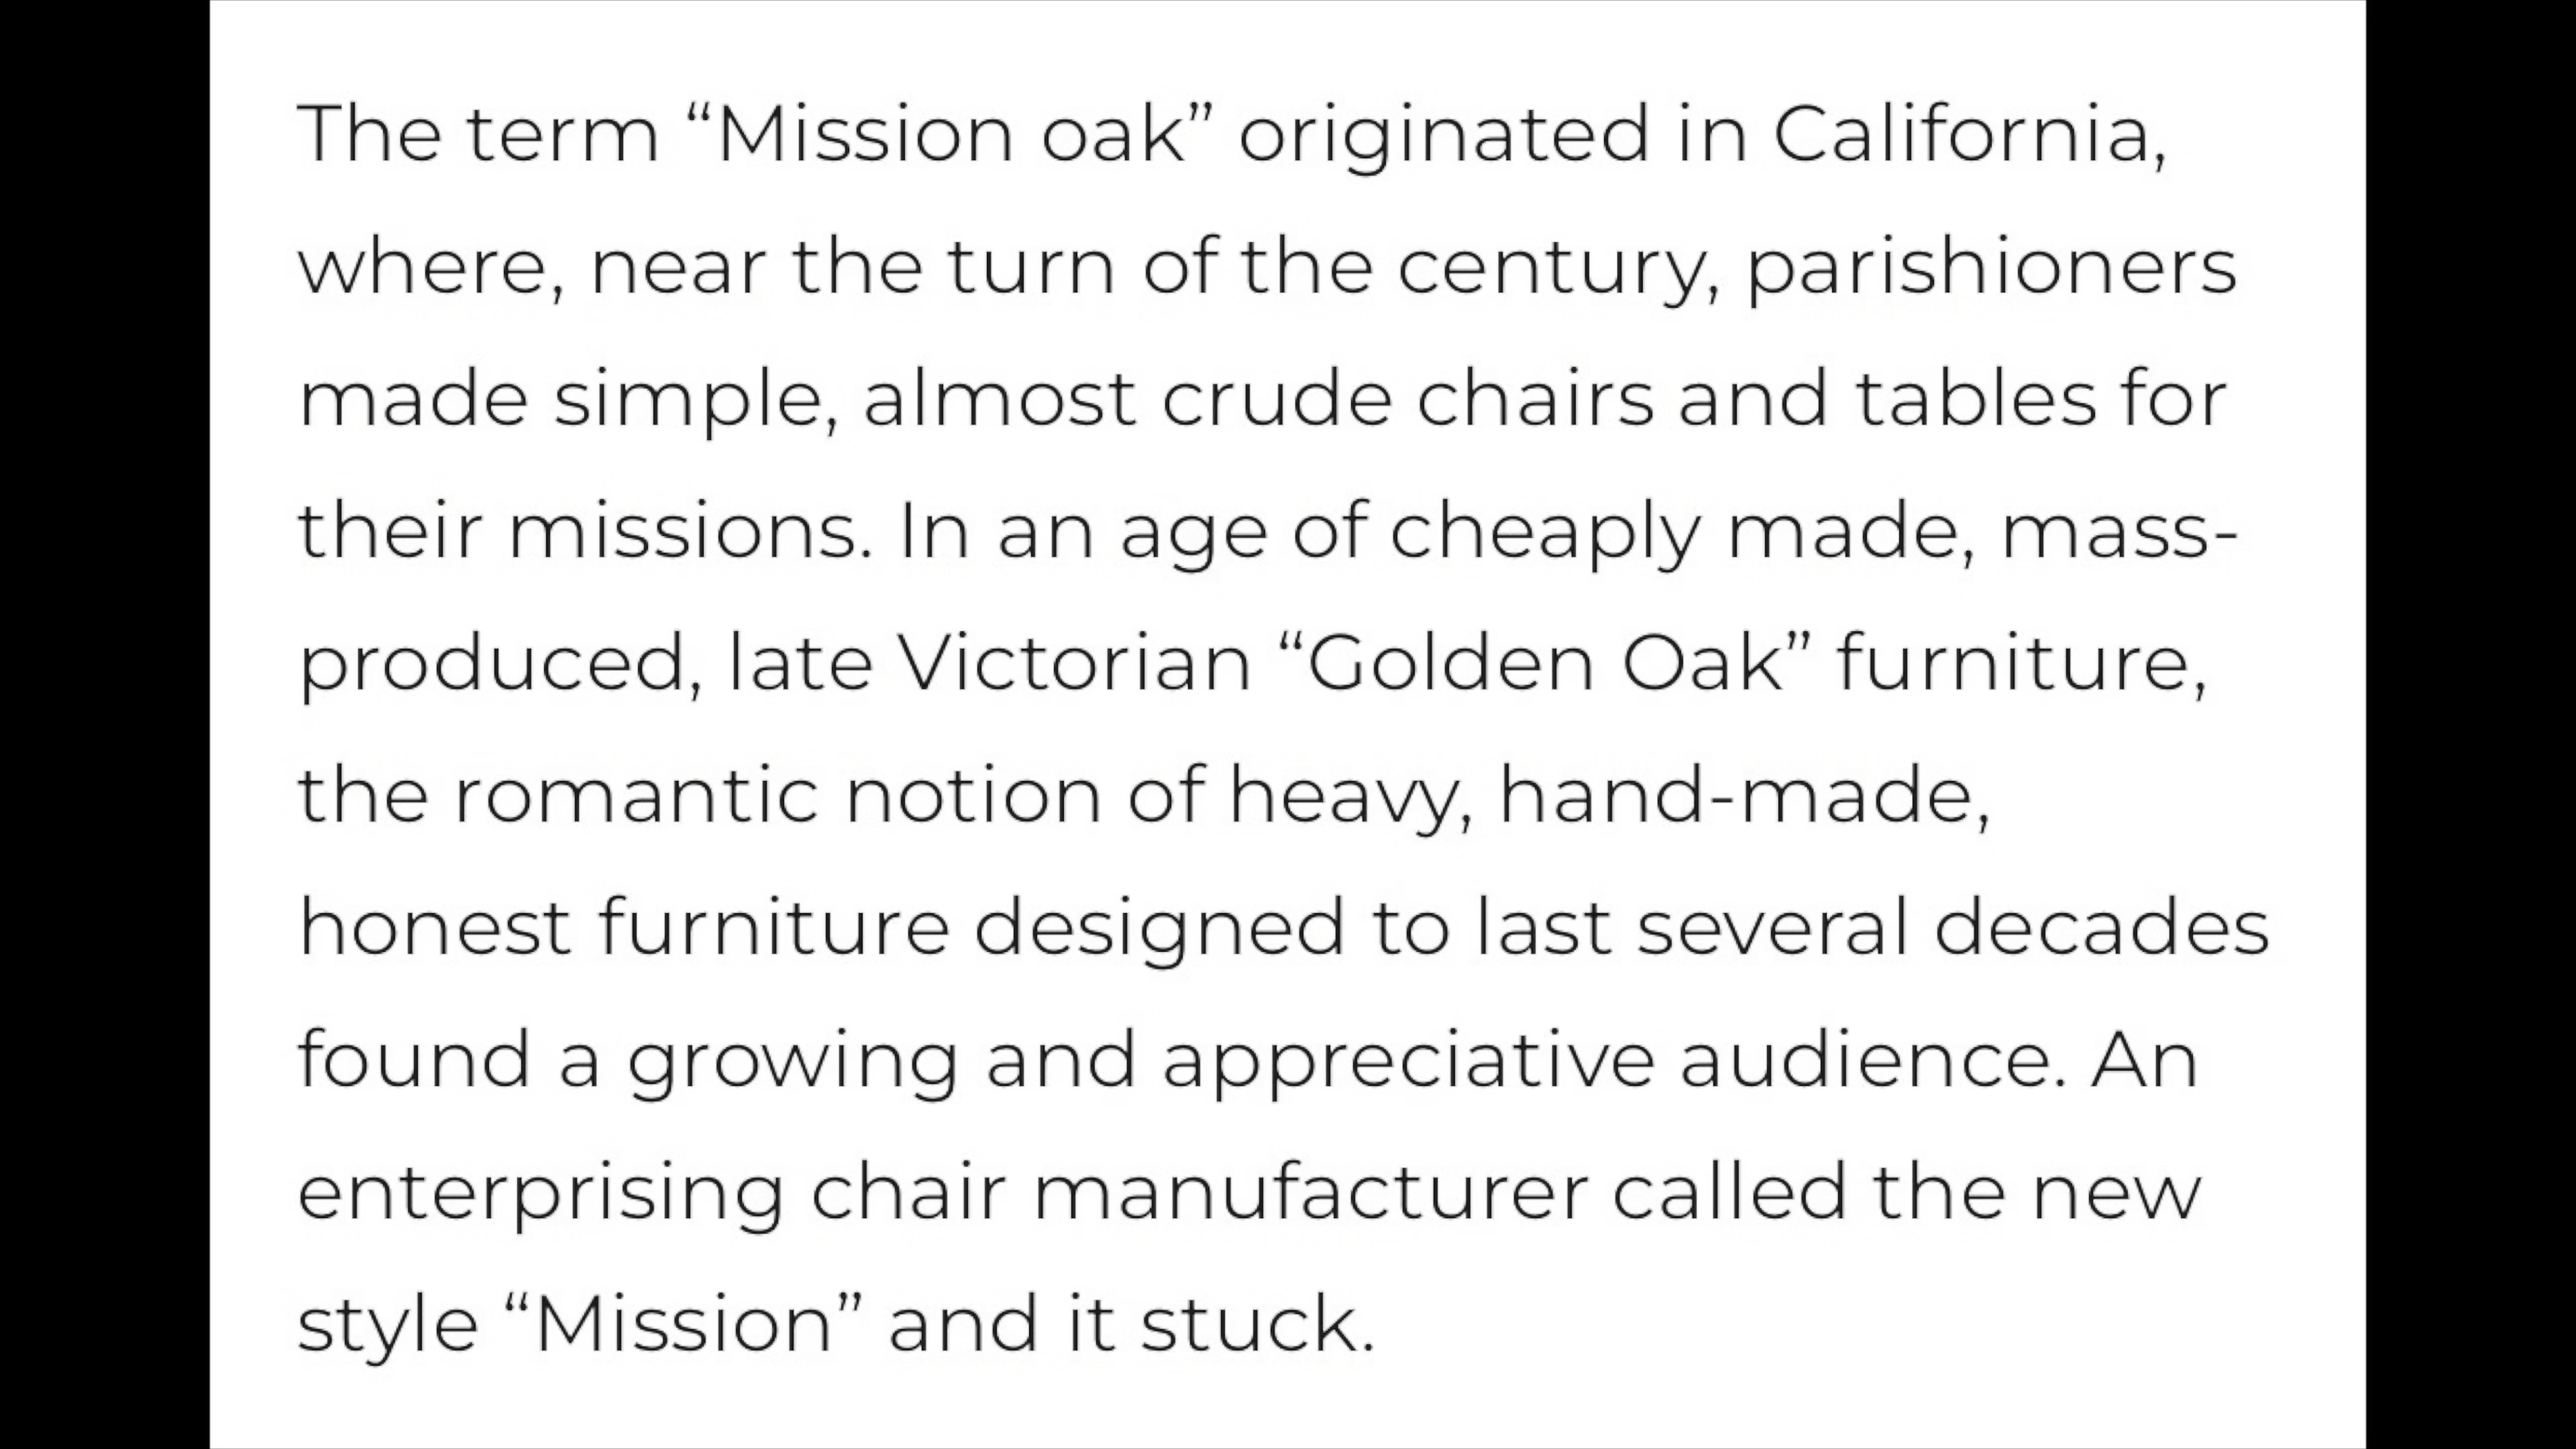 The term “Mission oak” originated in California,
where, near the turn of the century, parishioners
made simple, almost crude chairs and tables for
their missions. In an age of cheaply made, mass-
produced, late Victorian “Golden Oak” furniture,
the romantic notion of heavy, hand-made,
honest furniture designed to last several decades
found a growing and appreciative audience. An
enterprising chair manufacturer called the new
style “Mission” and it stuck.